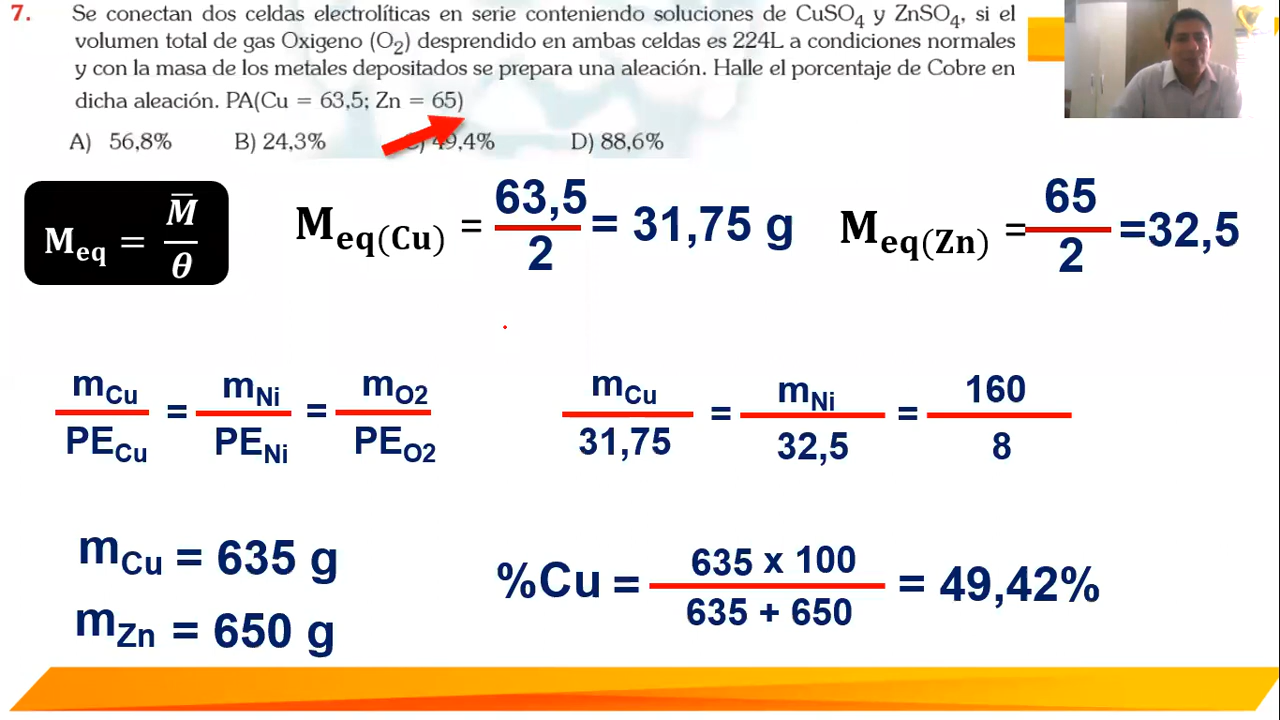 7. Se conectan dos celdas electrolíticas en serie conteniendo soluciones de CuSO4 y ZnSO4, si el
volumen total de gas Oxigeno (O2) desprendido en ambas celdas es 224L a condiciones normales
y con la masa de los metales depositados se prepara una aleación. Halle el porcentaje de Cobre en
dicha aleación. PA(Cu = 63,5; Zn = 65)
A) 56,8% B) 24,3% C) 49,4% D) 88,6%
Meq = M̅/θ
Meq(Cu) = 63,5/2 = 31,75 g
Meq(Zn) = 65/2 =32,5
mCu/PECu = mNi/PENi = mO2/PEO2
mCu/31,75 = mNi/32,5 = 160/8
mCu = 635 g
mZn = 650 g
%Cu = 635 x 100/635 + 650 = 49,42%